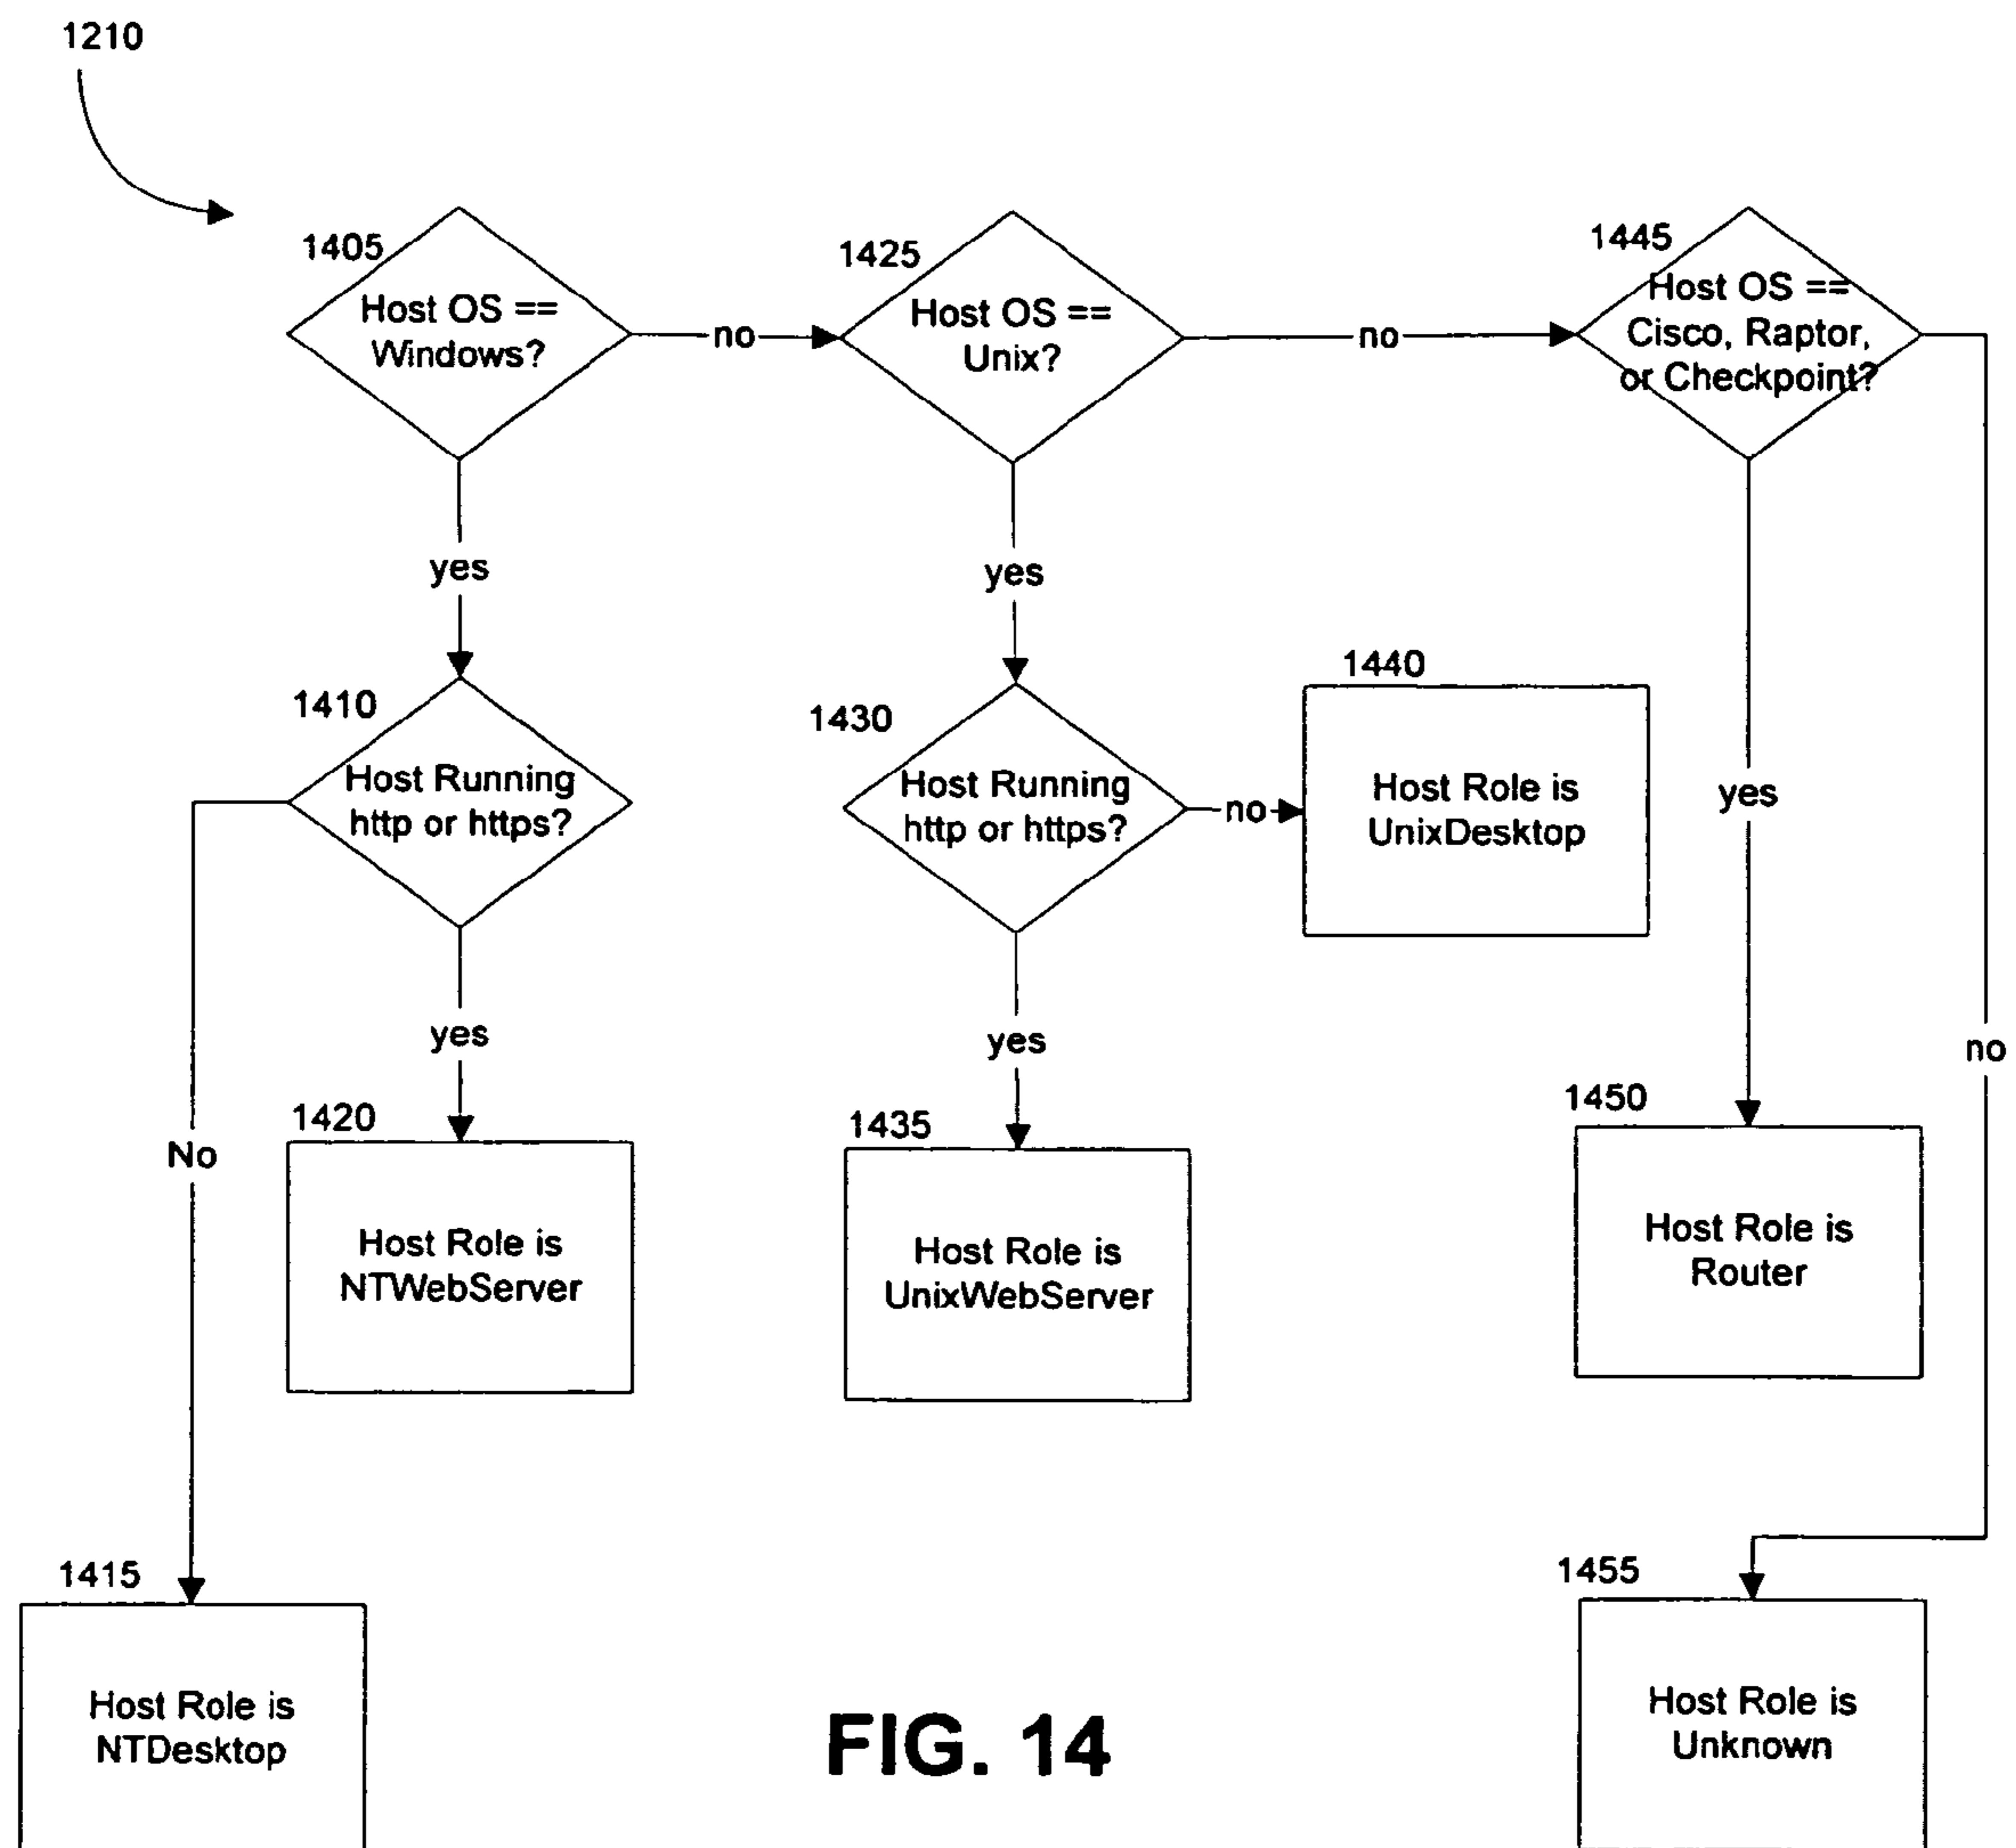 1210
1405
Host OS ==
Windows?
no
1425
Host OS ==
Unix?
no
1445
Host OS ==
Cisco, Raptor,
or Checkpoint?
yes
yes
yes
no
1410
Host Running
http or https?
No
yes
1430
Host Running
http or https?
no
yes
1440
Host Role is
UnixDesktop
1420
Host Role is
NTWebServer
1435
Host Role is
UnixWebServer
1450
Host Role is
Router
1415
Host Role is
NTDesktop
1455
Host Role is
Unknown
FIG. 14